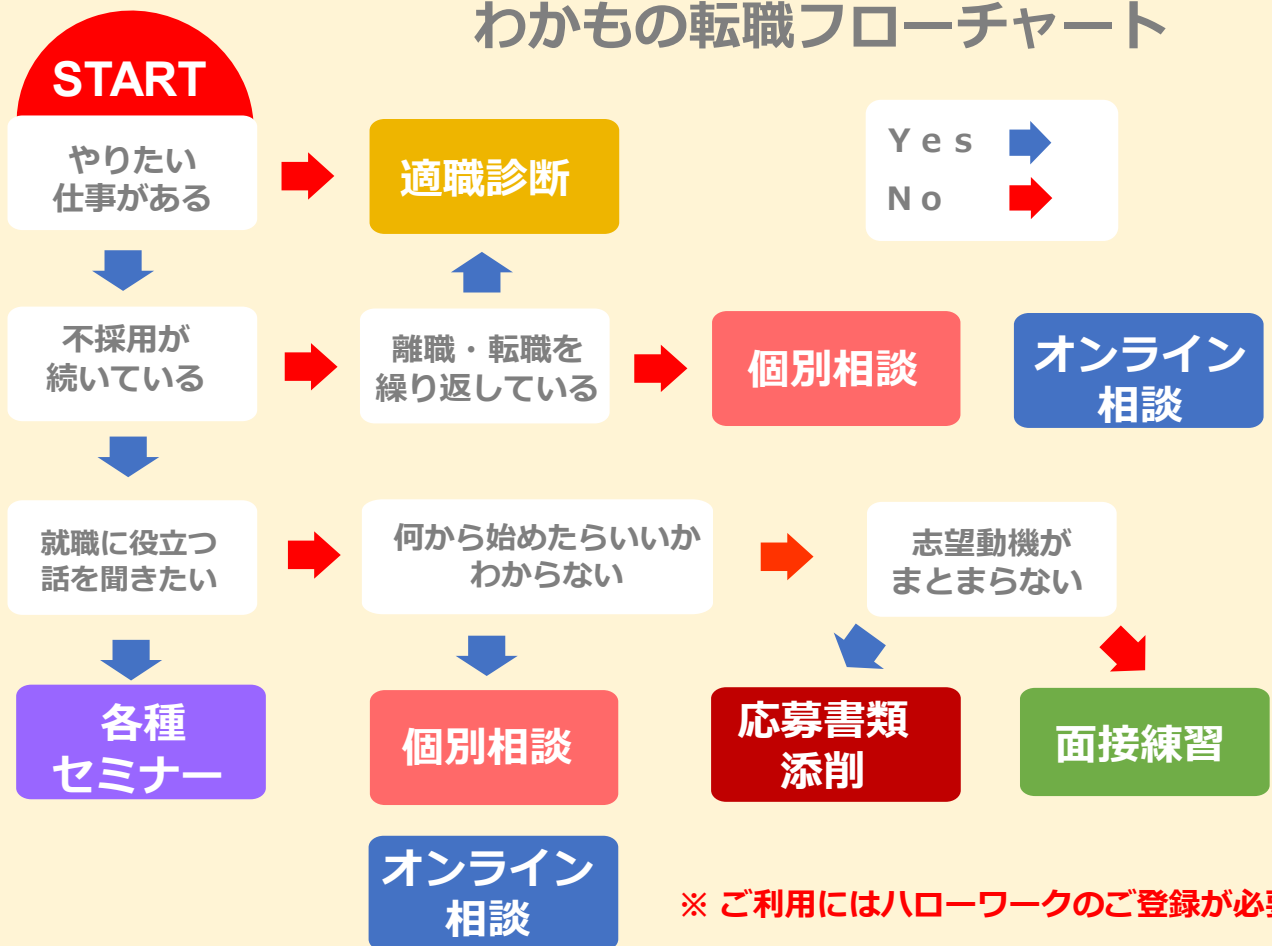 わかもの転職フローチャート
START
やりたい
仕事がある
適職診断
Ｙｅｓ
Ｎｏ
不採用が
続いている
離職・転職を
繰り返している
個別相談
オンライン
相談
就職に役立つ
話を聞きたい
何から始めたらいいか
わからない
志望動機が
まとまらない
各種
セミナー
個別相談
応募書類
添削
面接練習
オンライン
相談
※ ご利用にはハローワークのご登録が必